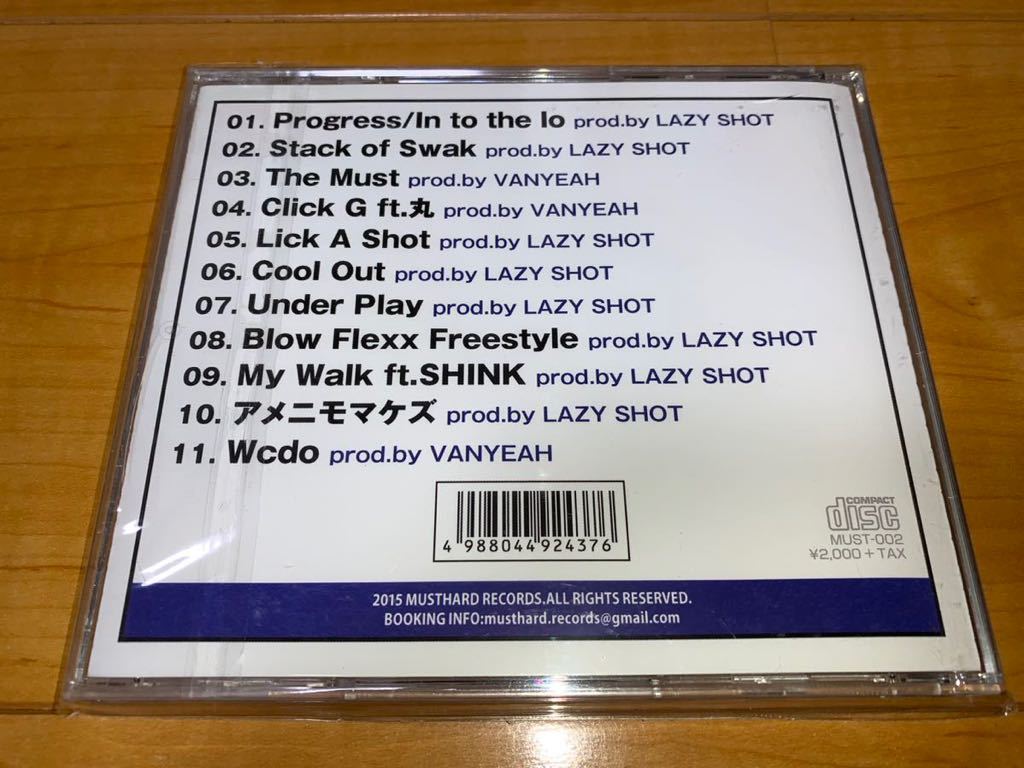 01. Progress/In to the lo prod.by LAZY SHOT
02. Stack of Swak prod.by LAZY SHOT
03. The Must prod.by VANYEAH
04. Click G ft.丸 prod.by VANYEAH
05. Lick A Shot prod.by LAZY SHOT
06. Cool Out prod.by LAZY SHOT
07. Under Play prod.by LAZY SHOT
08. Blow Flexx Freestyle prod.by LAZY SHOT
09. My Walk ft.SHINK prod.by LAZY SHOT
10. アメニモマケズ prod.by LAZY SHOT
11. Wcdo prod.by VANYEAH
4 988044 924376
COMPACT
disc
MUST-002
¥2,000+TAX
2015 MUSTHARD RECORDS.ALL RIGHTS RESERVED.
BOOKING INFO:musthard.records@gmail.com